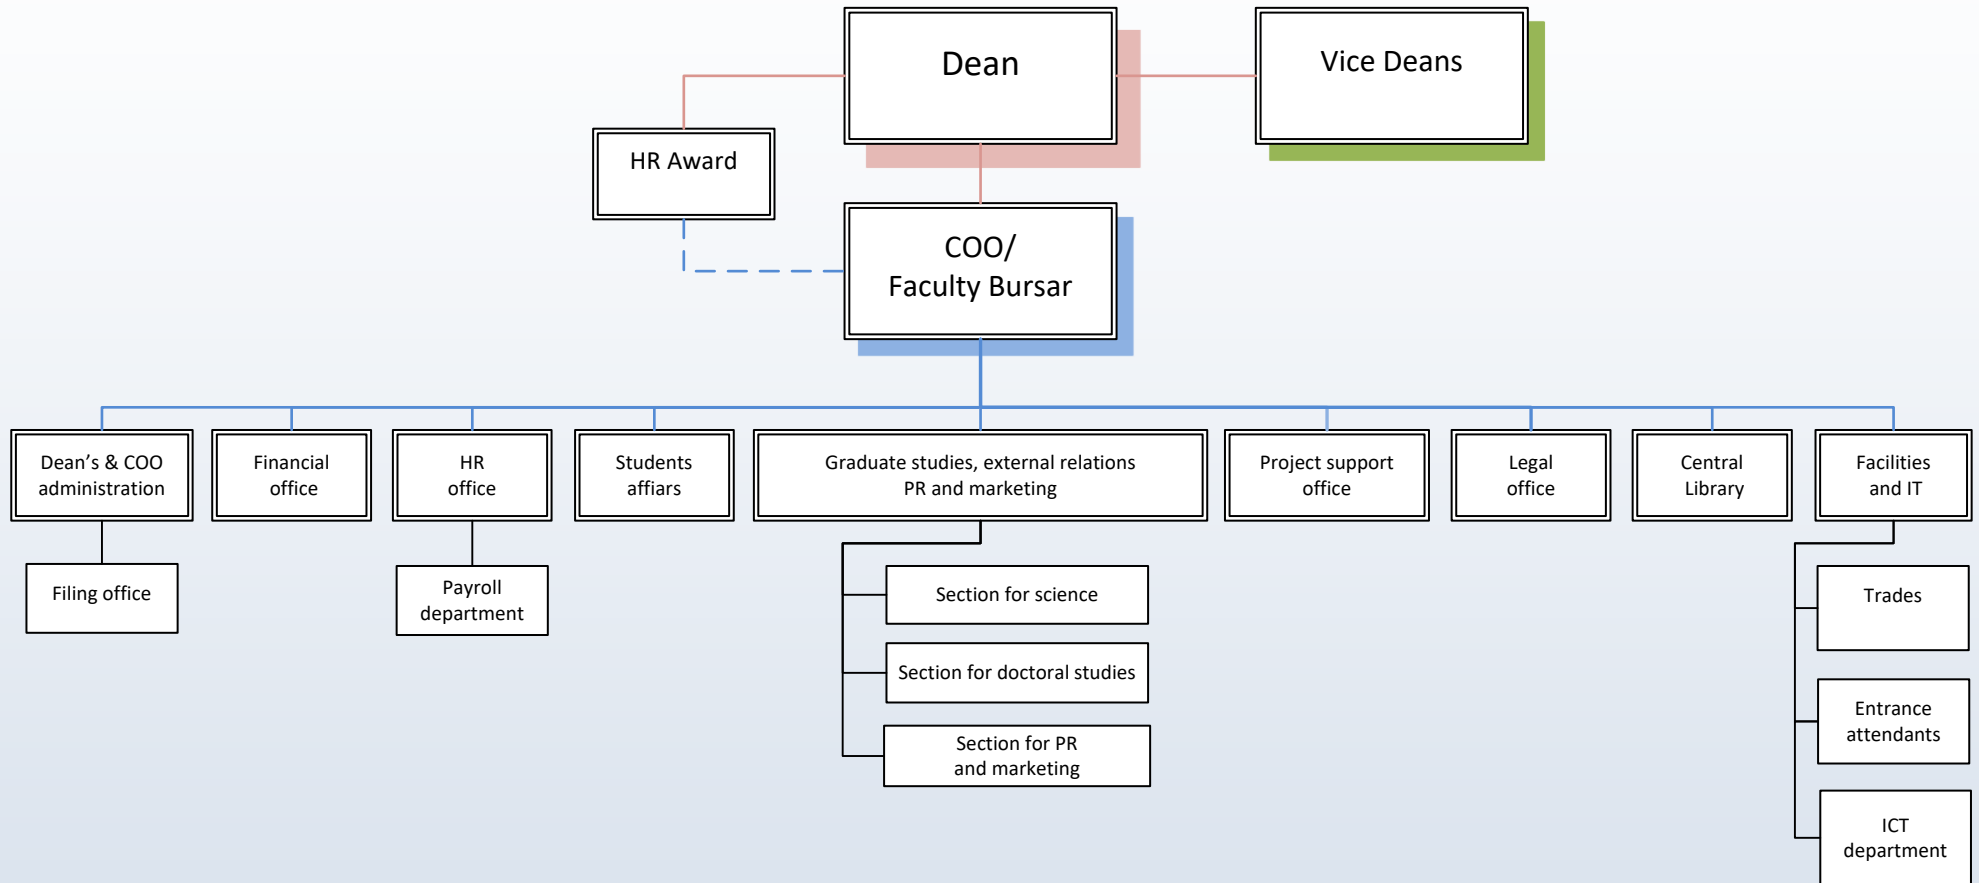 Dean
Vice Deans
HR Award
COO/
Faculty Bursar
Dean’s & COO
administration
Financial
office
HR
office
Students
affiars
Graduate studies, external relations
PR and marketing
Project support
office
Legal
office
Central
Library
Facilities
and IT
Filing office
Payroll
department
Section for science
Section for doctoral studies
Section for PR
and marketing
Trades
Entrance
attendants
ICT
department